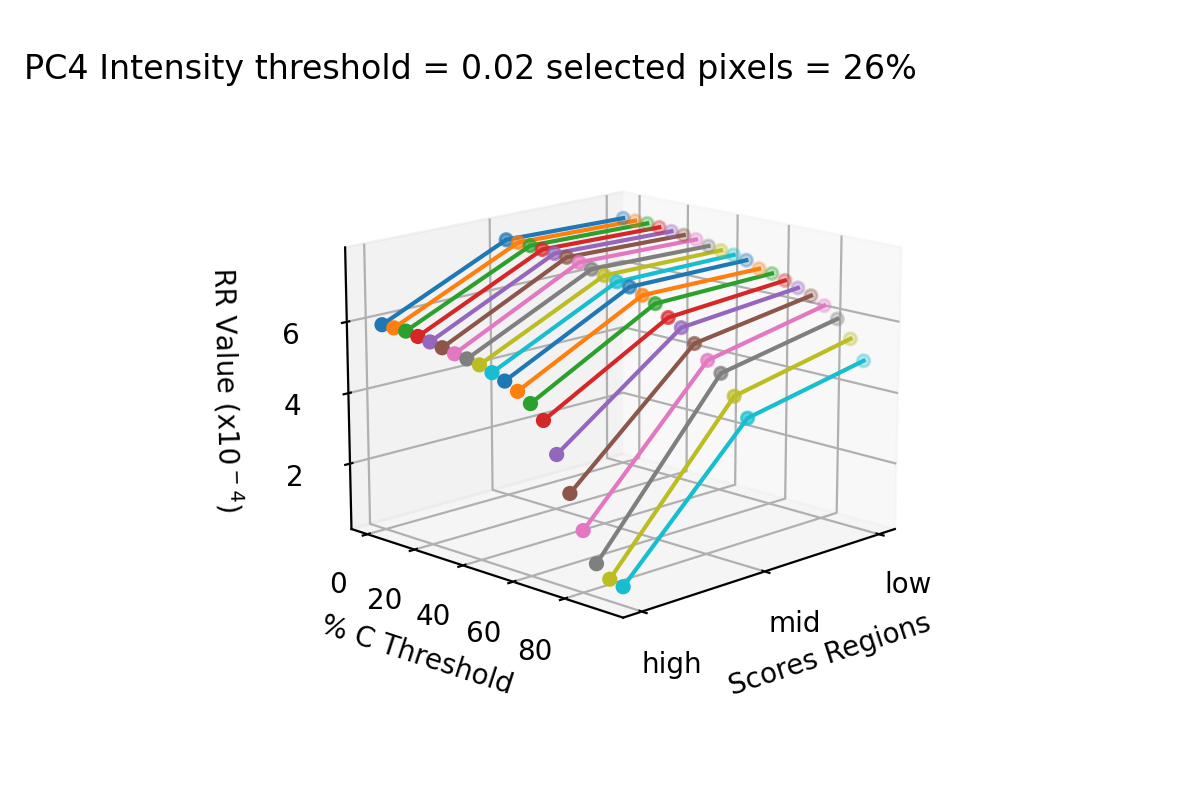 PC4 Intensity threshold = 0.02 selected pixels = 26%
RR Value (x10⁻⁴)
6
4
2
0
20
40
60
80
% C Threshold
high
mid
low
Scores Regions